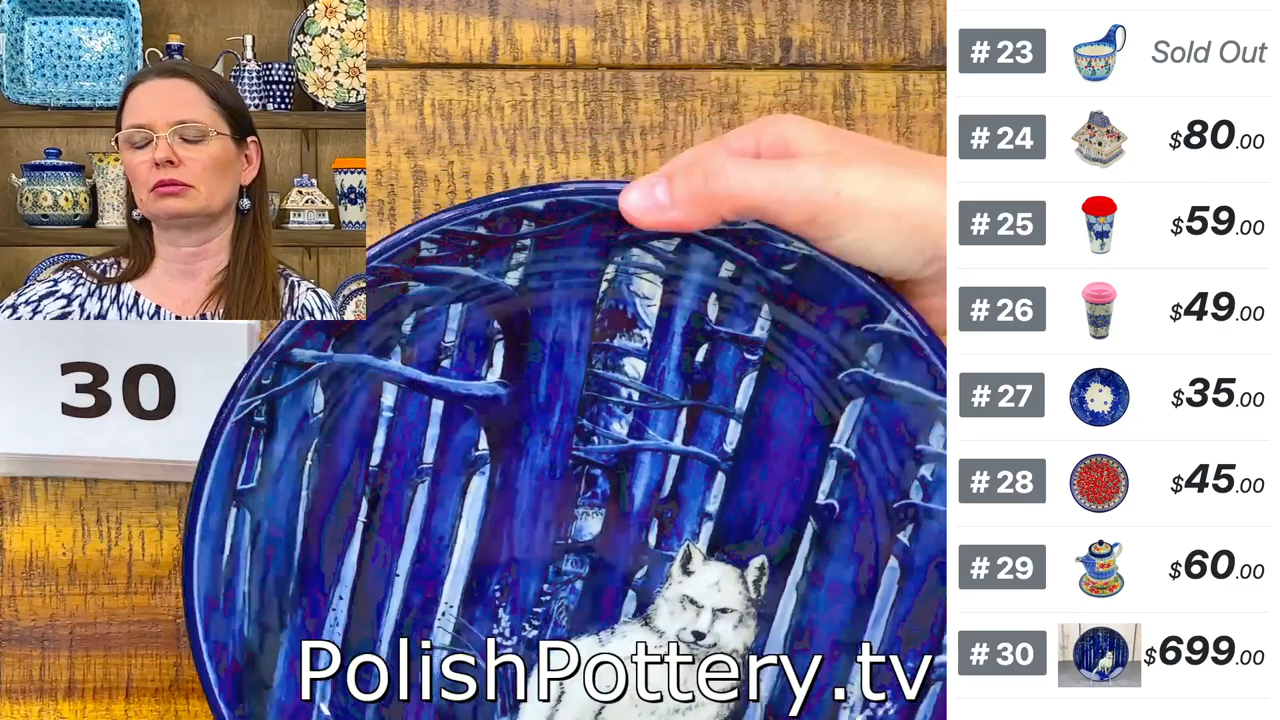 30
PolishPottery.tv
# 23 Sold Out
# 24 $80.00
# 25 $59.00
# 26 $49.00
# 27 $35.00
# 28 $45.00
# 29 $60.00
# 30 $699.00